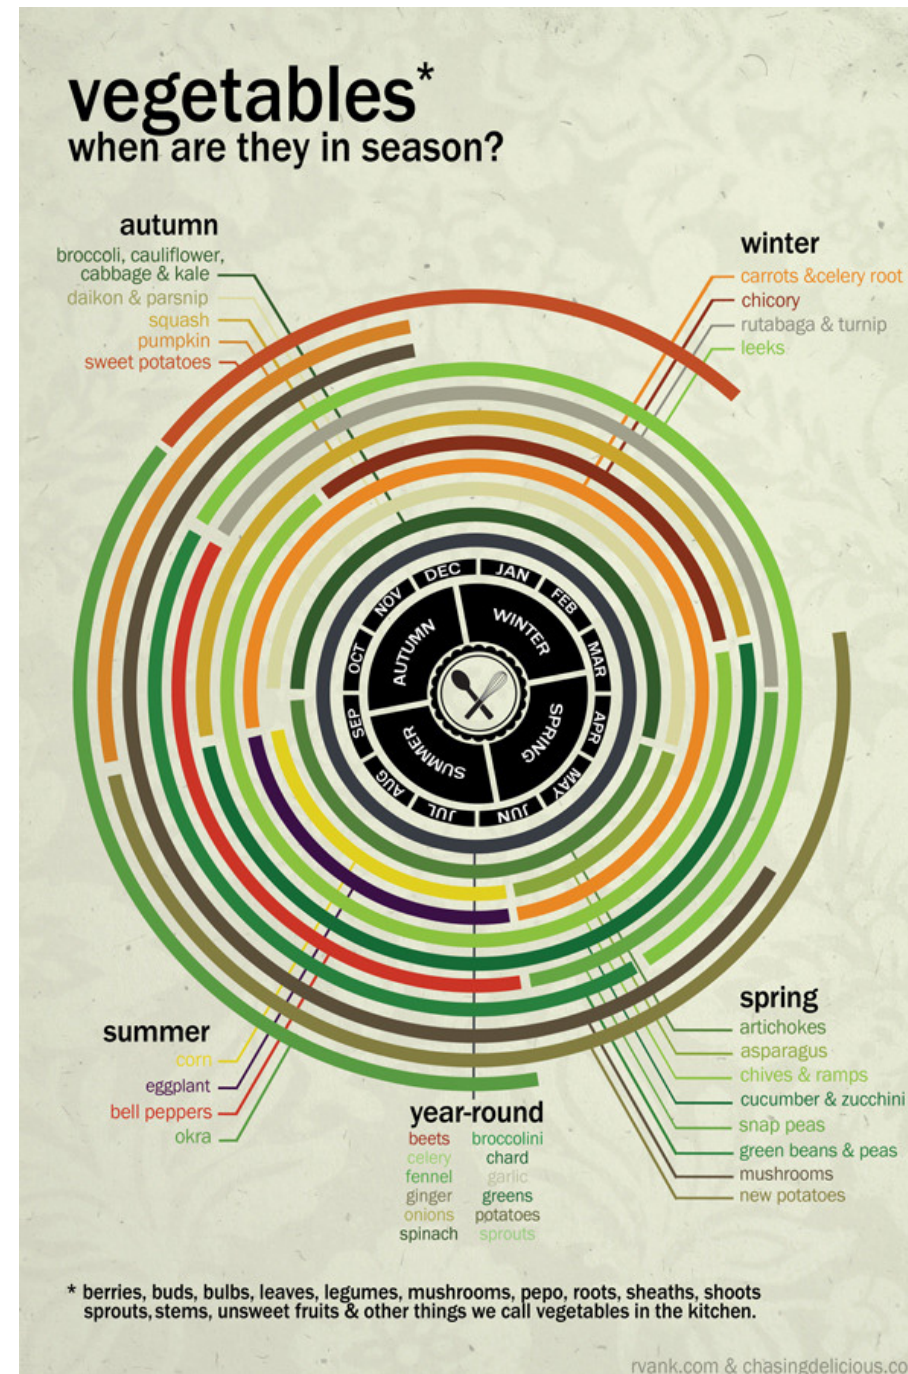 vegetables*
when are they in season?
autumn
broccoli, cauliflower,
cabbage & kale
daikon & parsnip
squash
pumpkin
sweet potatoes
winter
carrots &celery root
chicory
rutabaga & turnip
leeks
DEC
JAN
FEB
MAR
APR
MAY
JUN
JUL
AUG
SEP
OCT
NOV
AUTUMN
WINTER
SPRING
SUMMER
summer
corn
eggplant
bell peppers
okra
spring
artichokes
asparagus
chives & ramps
cucumber & zucchini
snap peas
green beans & peas
mushrooms
new potatoes
year-round
beets broccolini
celery chard
fennel garlic
ginger greens
onions potatoes
spinach sprouts
* berries, buds, bulbs, leaves, legumes, mushrooms, pepo, roots, sheaths, shoots
sprouts, stems, unsweet fruits & other things we call vegetables in the kitchen.
rvank.com & chasingdelicious.co